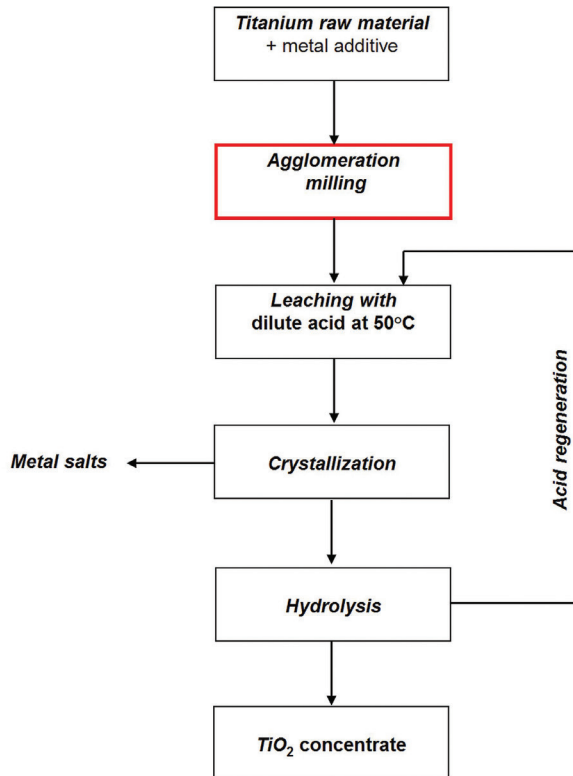 Titanium raw material
+ metal additive
Agglomeration
milling
Leaching with
dilute acid at 50°C
Acid regeneration
Metal salts
Crystallization
Hydrolysis
TiO₂ concentrate